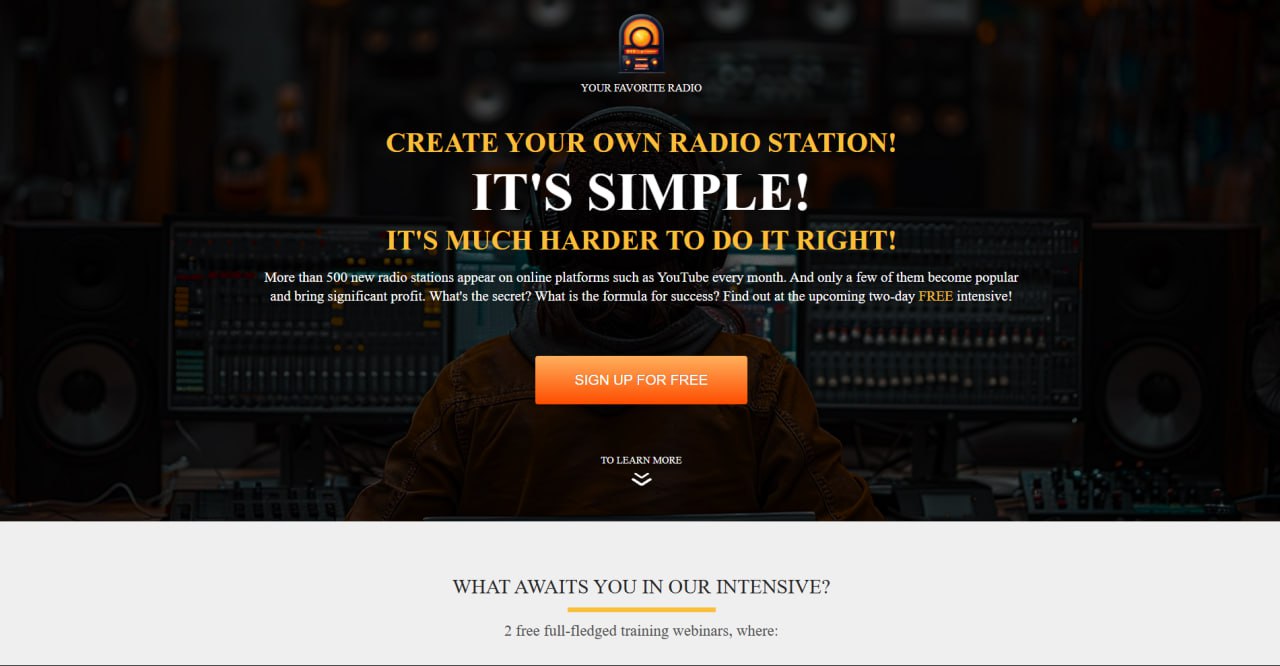 YOUR FAVORITE RADIO
CREATE YOUR OWN RADIO STATION!
IT'S SIMPLE!
IT'S MUCH HARDER TO DO IT RIGHT!
More than 500 new radio stations appear on online platforms such as YouTube every month. And only a few of them become popular
and bring significant profit. What's the secret? What is the formula for success? Find out at the upcoming two-day FREE intensive!
SIGN UP FOR FREE
TO LEARN MORE
WHAT AWAITS YOU IN OUR INTENSIVE?
2 free full-fledged training webinars, where: